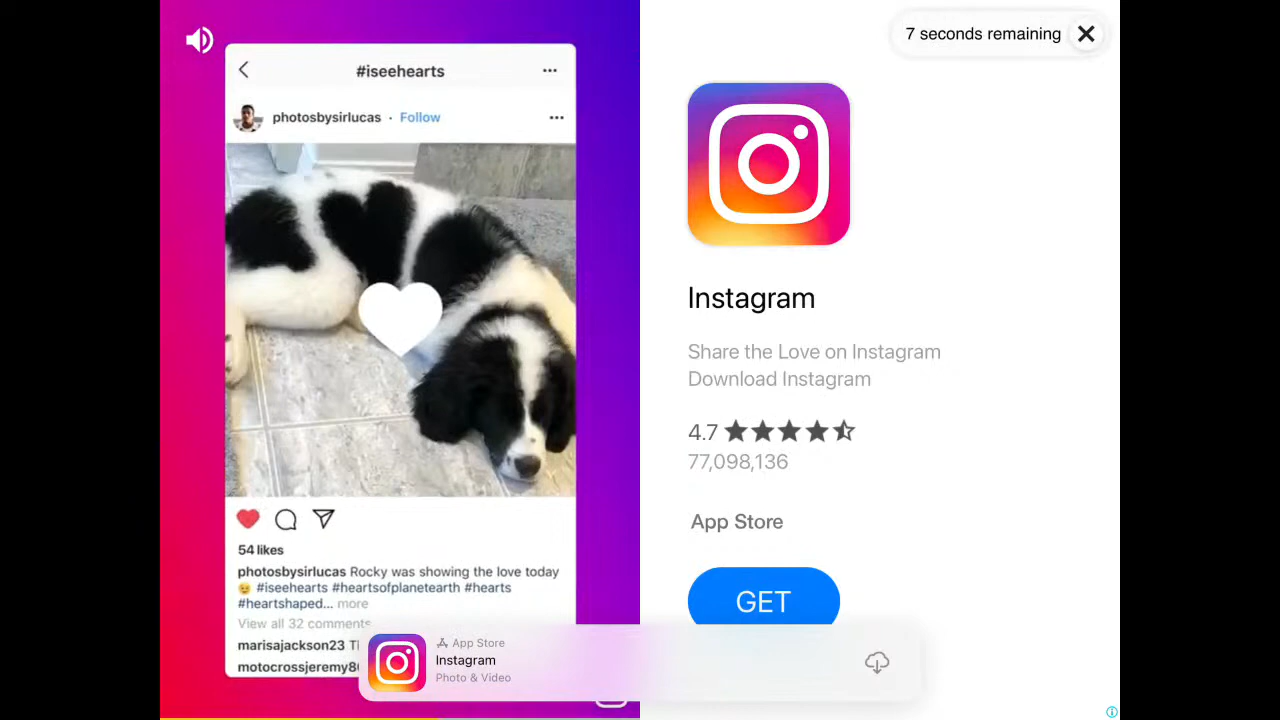 #iseehearts
photosbysirlucas · Follow
54 likes
photosbysirlucas Rocky was showing the love today
#iseehearts #heartsofplanetearth #hearts
#heartshaped... more
View all 32 comments
marisajackson23
motocrossjeremy8
7 seconds remaining
Instagram
Share the Love on Instagram
Download Instagram
4.7
77,098,136
App Store
GET
App Store
Instagram
Photo & Video